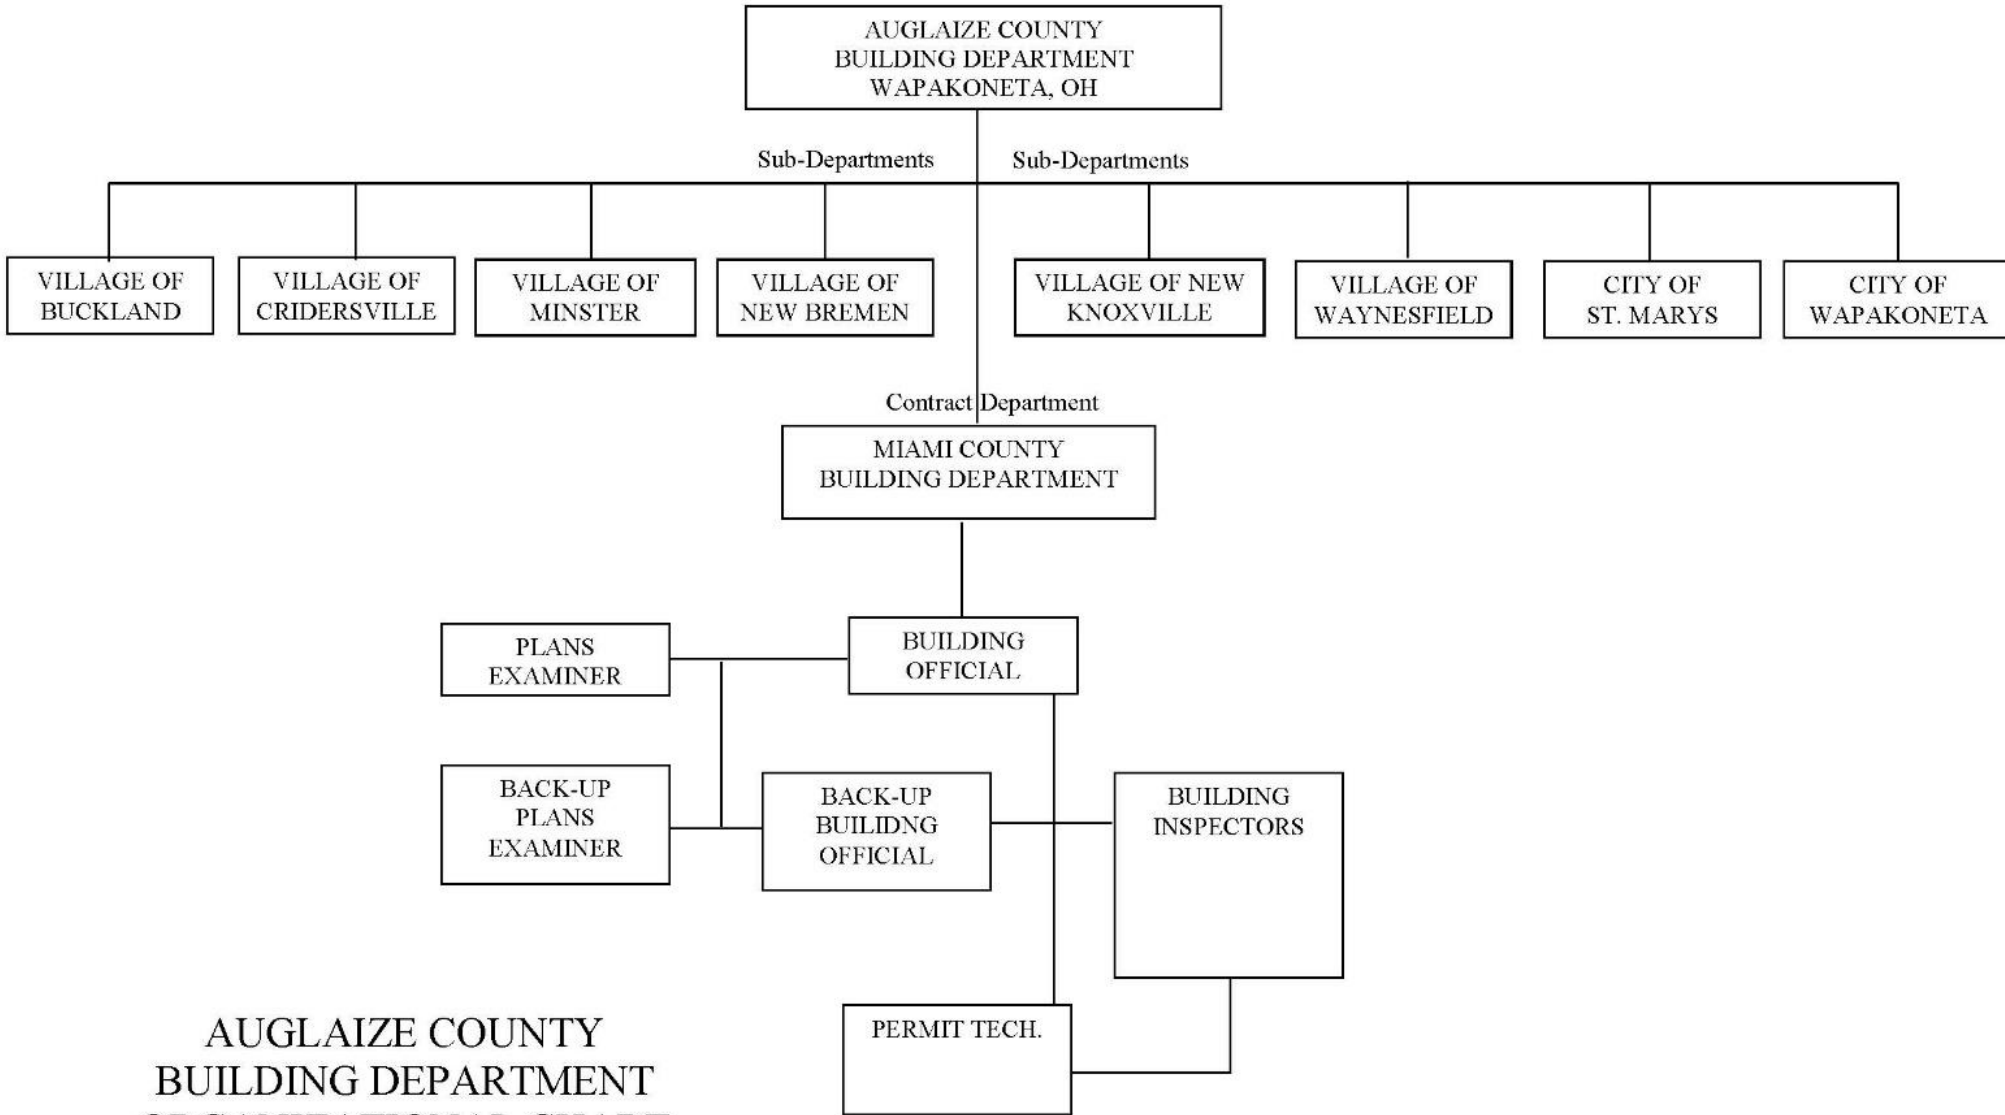 AUGLAIZE COUNTY
BUILDING DEPARTMENT
WAPAKONETA, OH
Sub-Departments
Sub-Departments
VILLAGE OF
BUCKLAND
VILLAGE OF
CRIDERSVILLE
VILLAGE OF
MINSTER
VILLAGE OF
NEW BREMEN
VILLAGE OF NEW
KNOXVILLE
VILLAGE OF
WAYNESFIELD
CITY OF
ST. MARYS
CITY OF
WAPAKONETA
Contract Department
MIAMI COUNTY
BUILDING DEPARTMENT
PLANS
EXAMINER
BUILDING
OFFICIAL
BACK-UP
PLANS
EXAMINER
BACK-UP
BUILIDNG
OFFICIAL
BUILDING
INSPECTORS
PERMIT TECH.
AUGLAIZE COUNTY
BUILDING DEPARTMENT